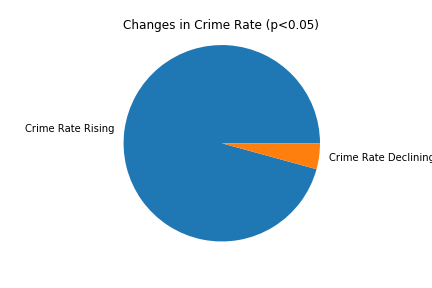 Changes in Crime Rate (p<0.05)
Crime Rate Rising
Crime Rate Declining